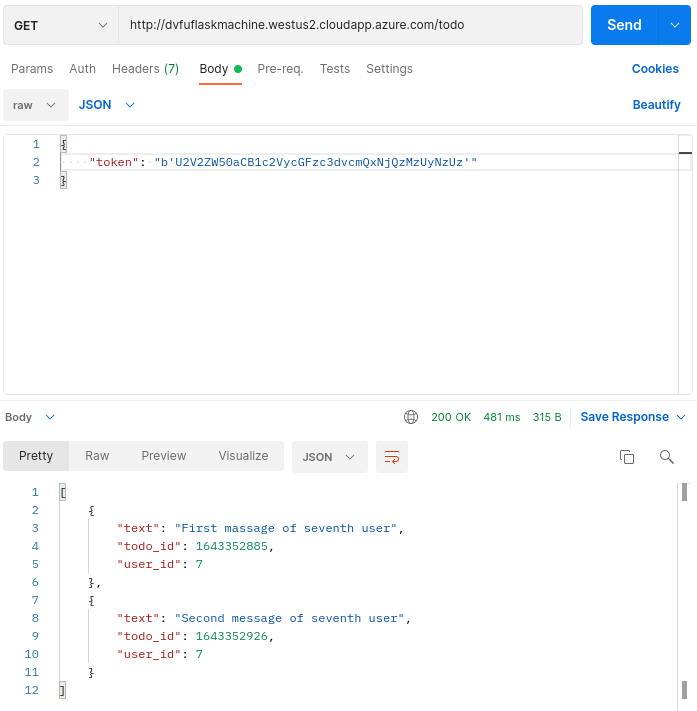 GET http://dvfuflaskmachine.westus2.cloudapp.azure.com/todo Send
Params Auth Headers (7) Body Pre-req. Tests Settings Cookies
raw JSON Beautify
1 {
2 "token": "b'U2V2ZW50aCB1c2VycGFzc3dvcmQxNjQzMzUyNzUz'"
3 }
Body 200 OK 481 ms 315 B Save Response
Pretty Raw Preview Visualize JSON
1 [
2 {
3 "text": "First massage of seventh user",
4 "todo_id": 1643352885,
5 "user_id": 7
6 },
7 {
8 "text": "Second message of seventh user",
9 "todo_id": 1643352926,
10 "user_id": 7
11 }
12 ]